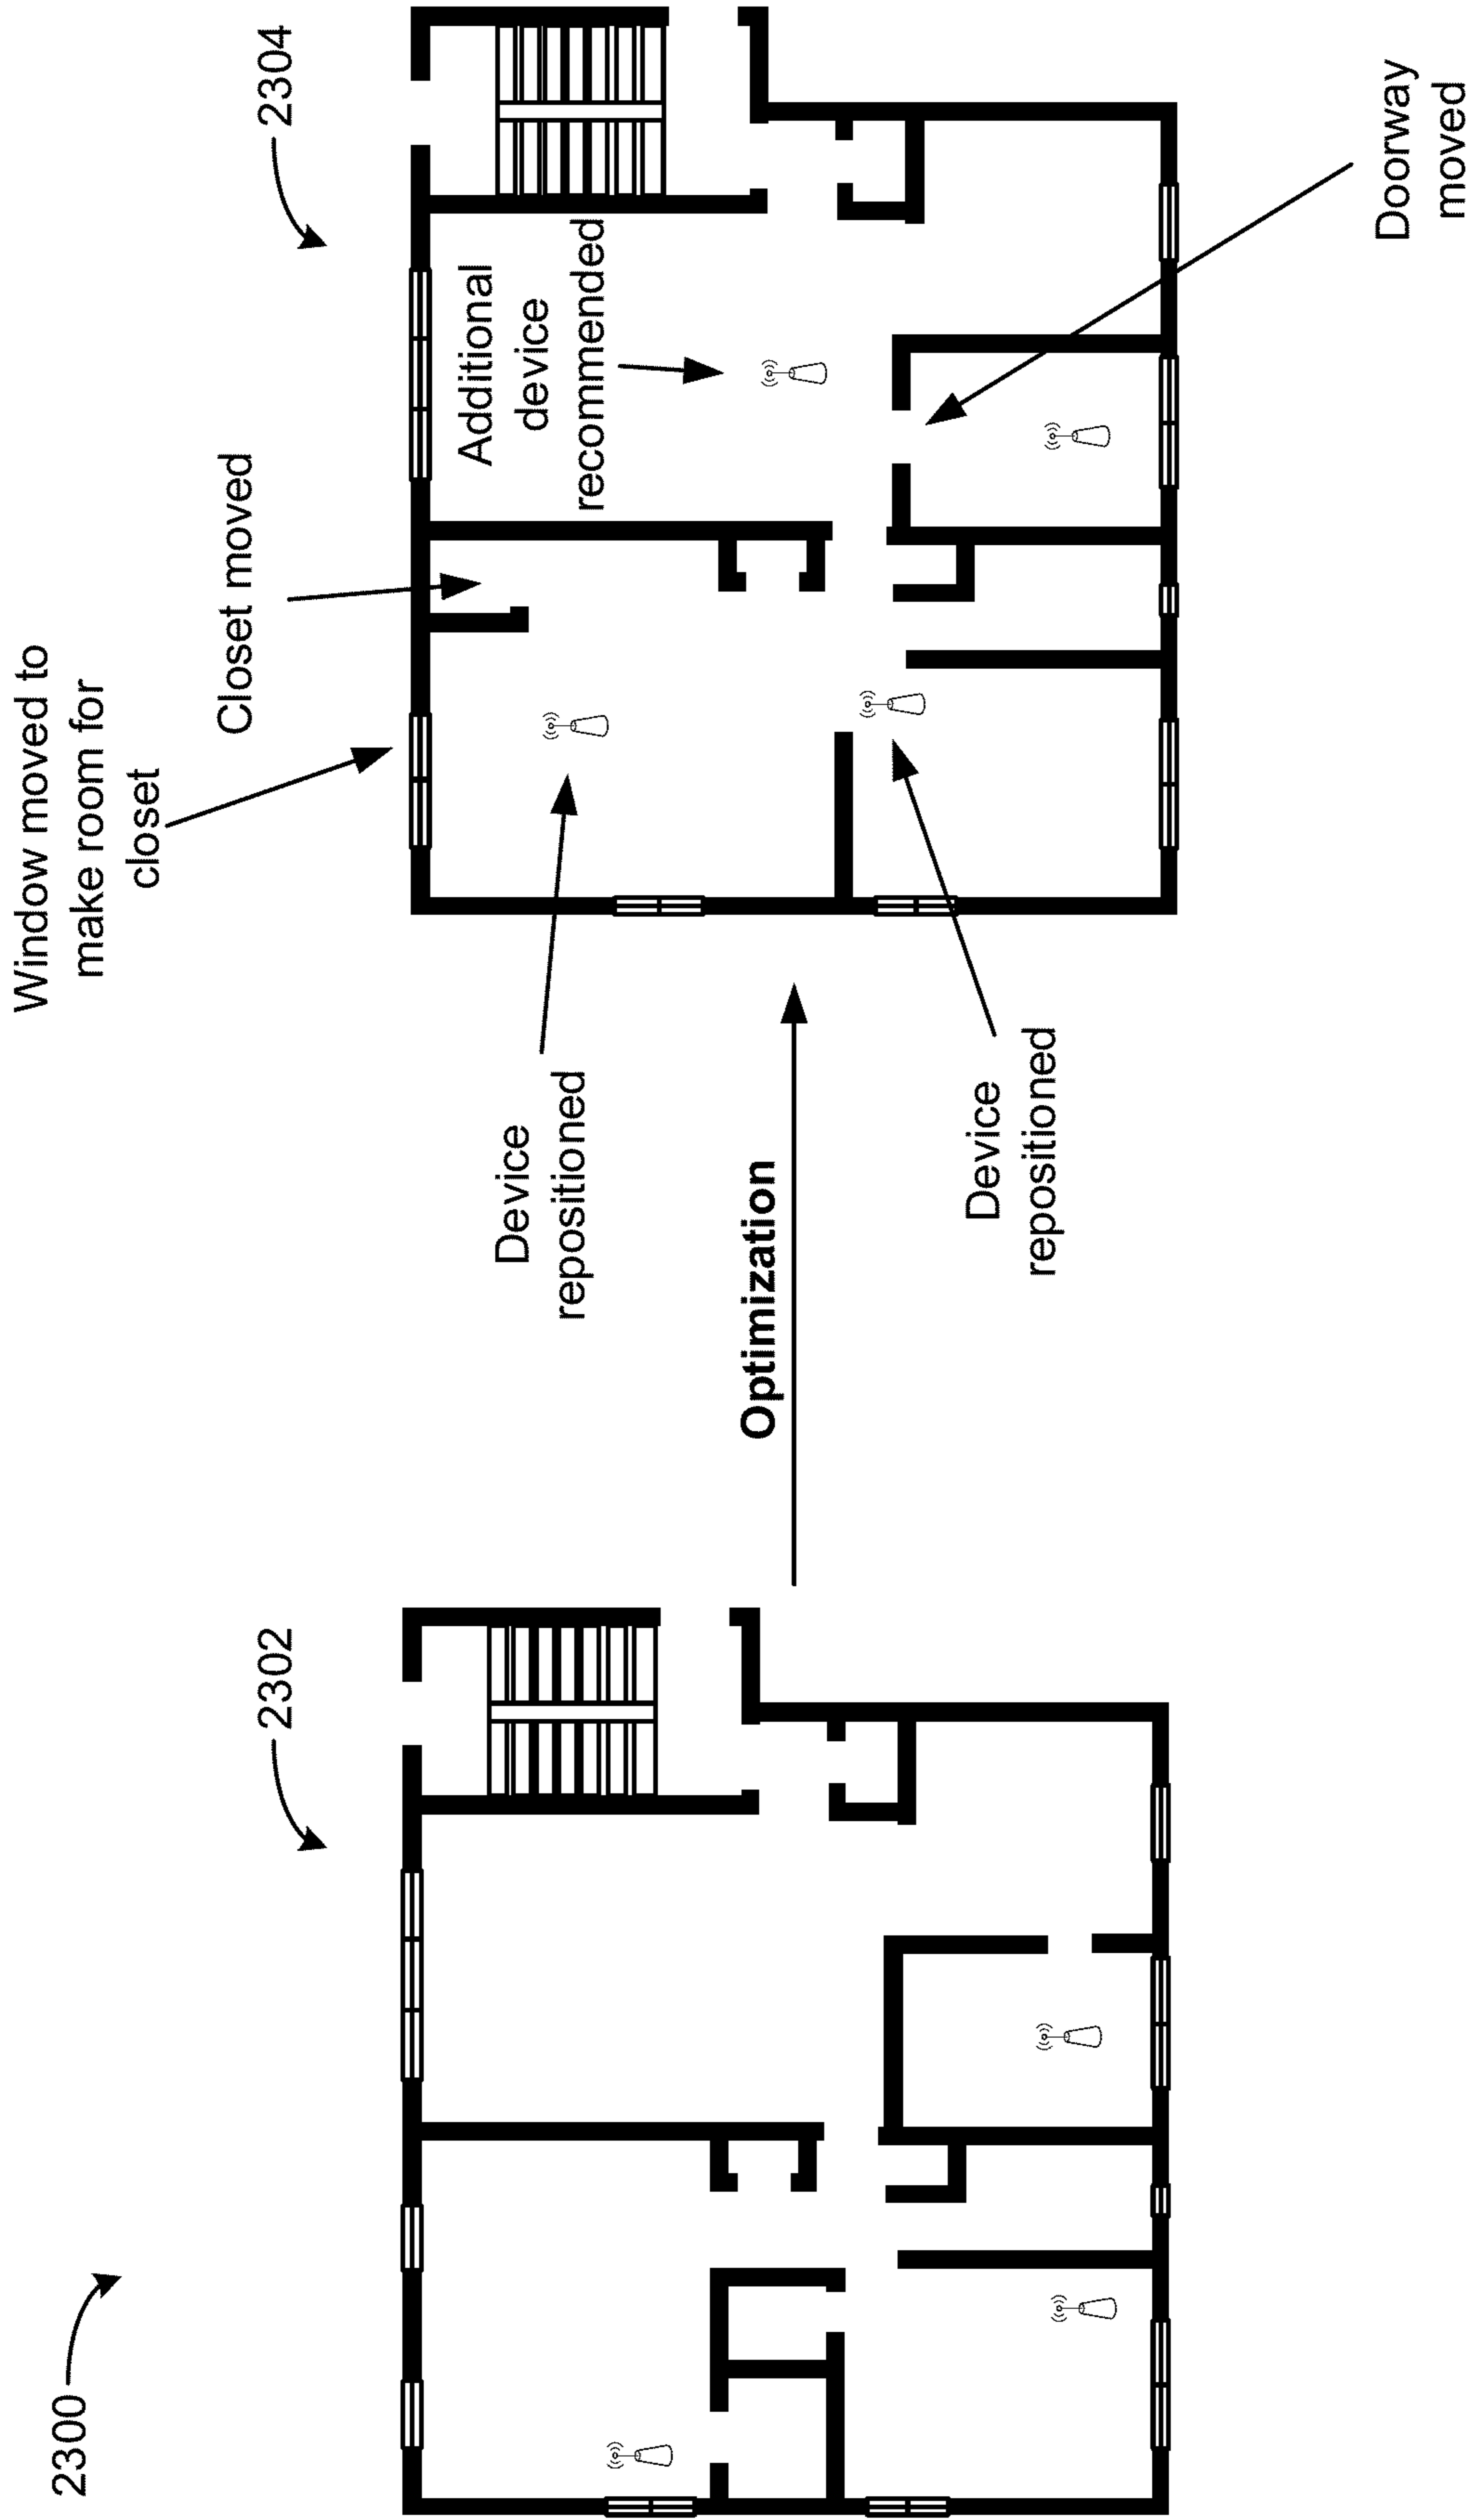 2300
2302
Optimization
Device
repositioned
Device
repositioned
Window moved to
make room for
closet
Closet moved
2304
Additional
device
recommended
Doorway
moved